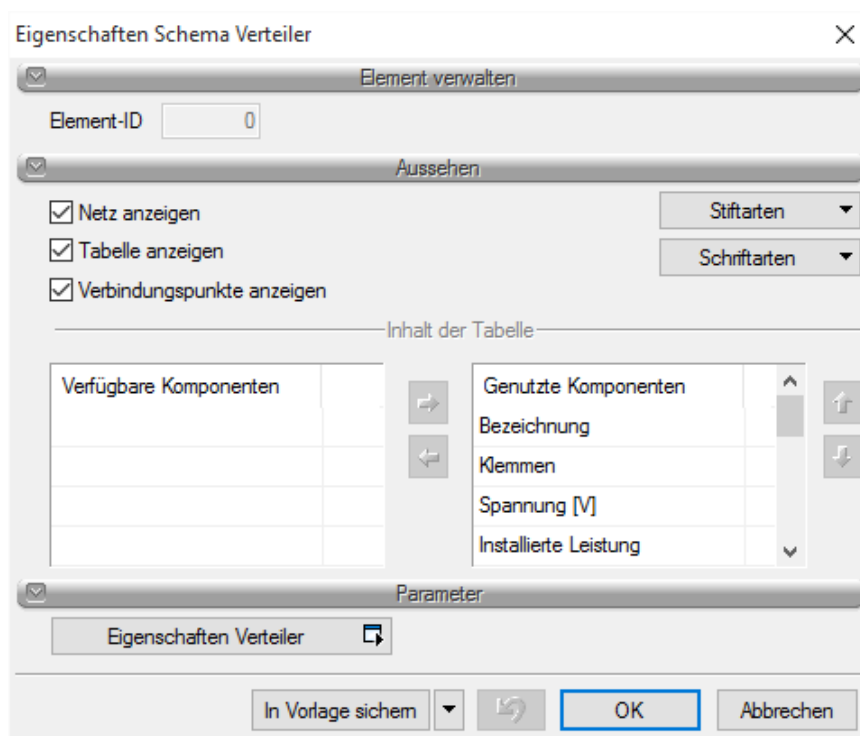 Eigenschaften Schema Verteiler
Element verwalten
Element-ID 0
Aussehen
Netz anzeigen Stiftarten
Tabelle anzeigen Schriftarten
Verbindungspunkte anzeigen
Inhalt der Tabelle
Verfügbare Komponenten Genutzte Komponenten
Bezeichnung
Klemmen
Spannung [V]
Installierte Leistung
Parameter
Eigenschaften Verteiler
In Vorlage sichern OK Abbrechen